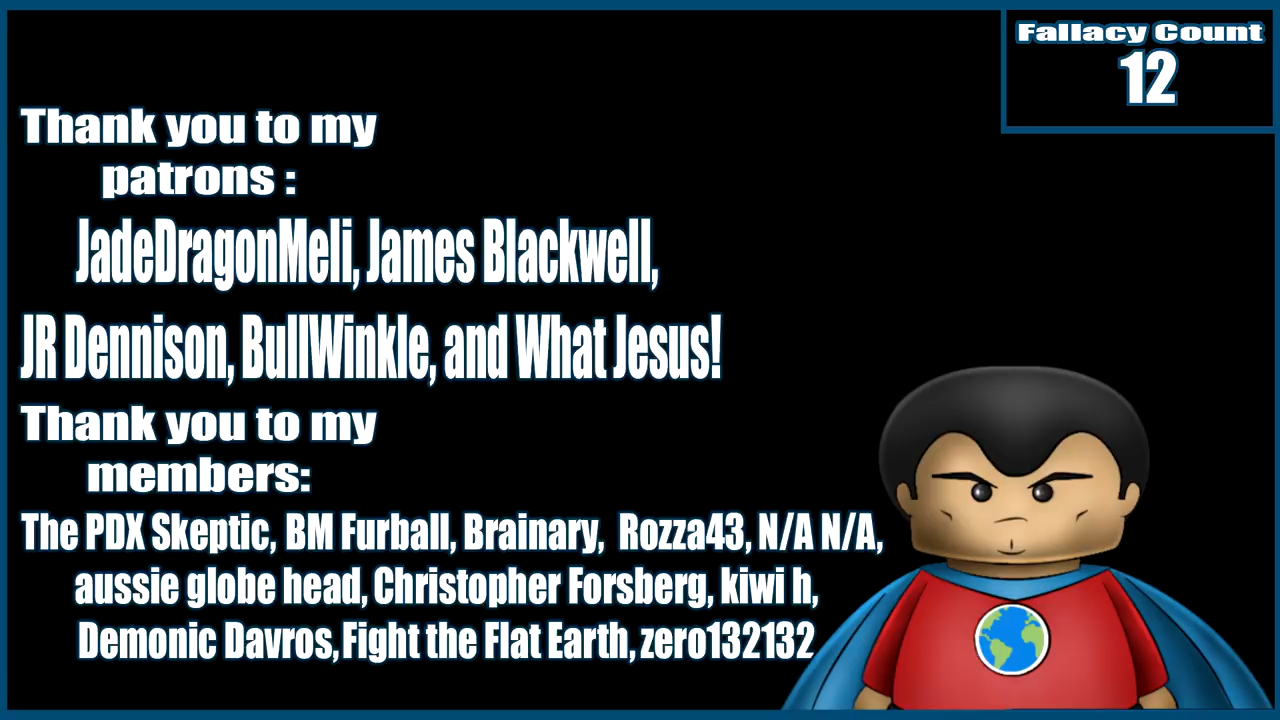 Fallacy Count
12
Thank you to my
patrons :
JadeDragonMeli, James Blackwell,
JR Dennison, BullWinkle, and What Jesus!
Thank you to my
members:
The PDX Skeptic, BM Furball, Brainary, Rozza43, N/A N/A,
aussie globe head, Christopher Forsberg, kiwi h,
Demonic Davros, Fight the Flat Earth, zero132132